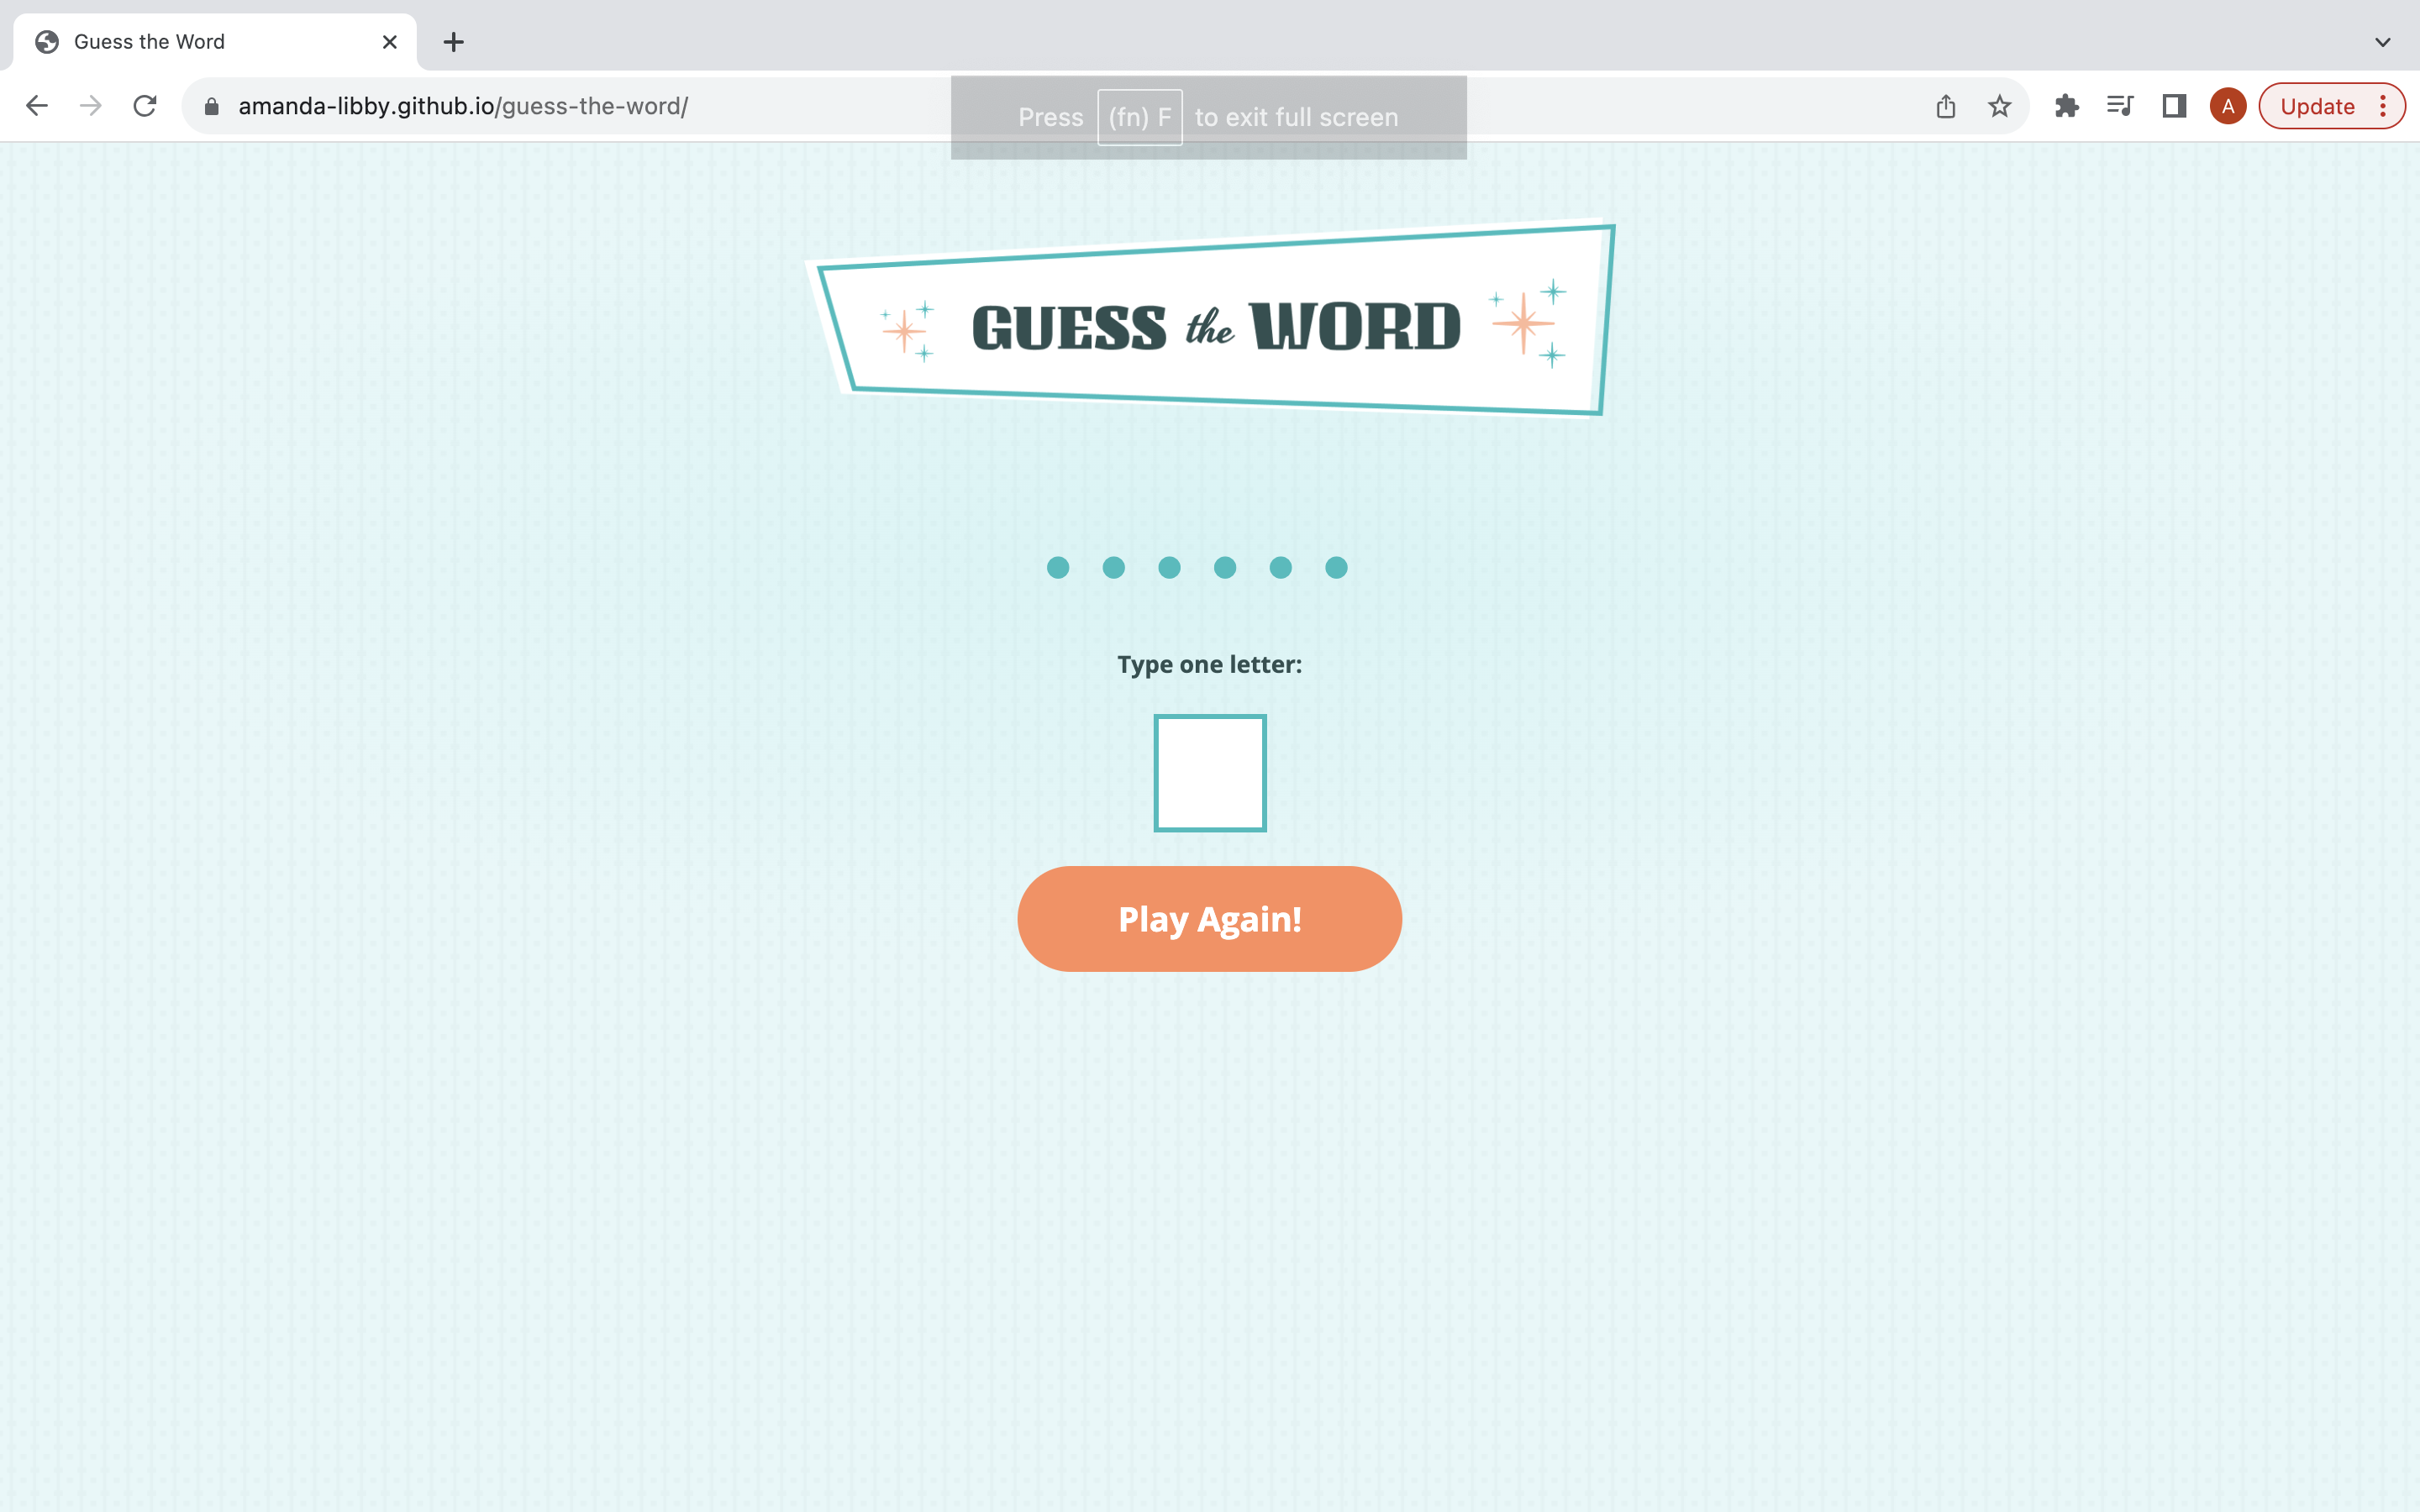 Guess the Word
amanda-libby.github.io/guess-the-word/
A
Update
Press (fn) F to exit full screen
GUESS the WORD
Type one letter:
Play Again!